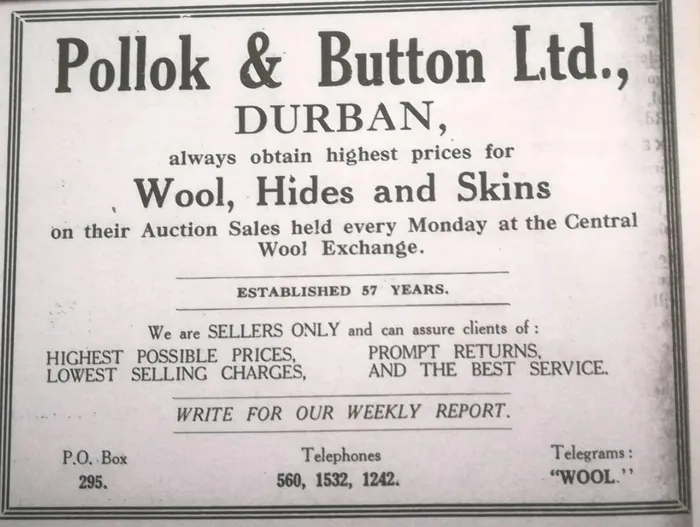 Pollok & Button Ltd.,
DURBAN,
always obtain highest prices for
Wool, Hides and Skins
on their Auction Sales held every Monday at the Central
Wool Exchange.
ESTABLISHED 57 YEARS.
We are SELLERS ONLY and can assure clients of :
HIGHEST POSSIBLE PRICES, PROMPT RETURNS,
LOWEST SELLING CHARGES, AND THE BEST SERVICE.
WRITE FOR OUR WEEKLY REPORT.
P.O. Box Telephones Telegrams :
295. 560, 1532, 1242. "WOOL."